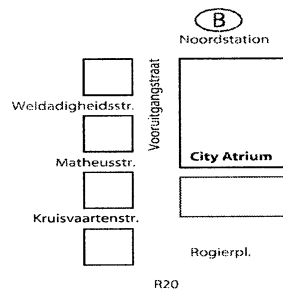 B
Noordstation
Vooruitgangstraat
Weldadigheidsstr.
City Atrium
Matheusstr.
Kruisvaartenstr.
Rogierpl.
R20